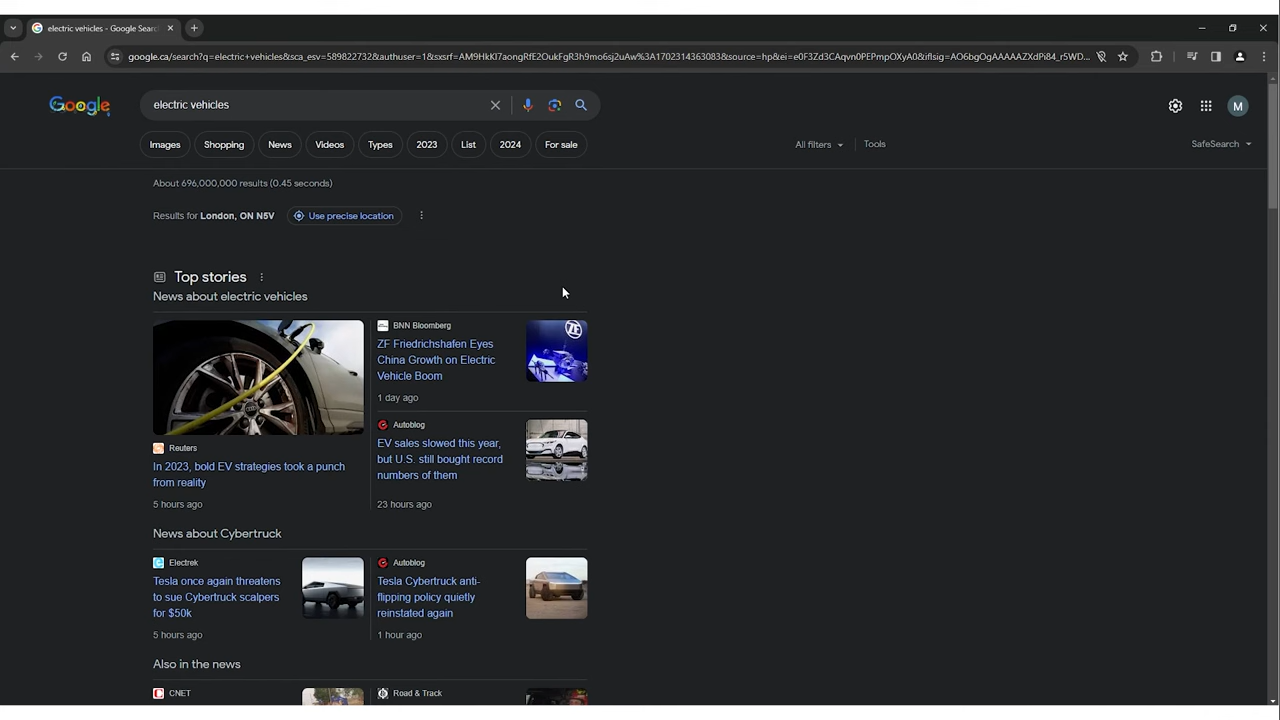 electric vehicles - Google Searc
google.ca/search?q=electric+vehicles&sca_esv=589822732&authuser=1&sxsrf=AM9HkKl7aongRfE2OukFgR3h9mo6sj2uAw%3A1702314363083&source=hp&ei=e0F3Zd3CAqvn0PEPmpOXyA0&iflsig=AO6bgOgAAAAAZXdPi84_r5WD...
Google
electric vehicles
M
Images
Shopping
News
Videos
Types
2023
List
2024
For sale
All filters
Tools
SafeSearch
About 696,000,000 results (0.45 seconds)
Results for London, ON N5V
Use precise location
Top stories
News about electric vehicles
Reuters
In 2023, bold EV strategies took a punch
from reality
5 hours ago
BNN Bloomberg
ZF Friedrichshafen Eyes
China Growth on Electric
Vehicle Boom
1 day ago
ZF
Autoblog
EV sales slowed this year,
but U.S. still bought record
numbers of them
23 hours ago
News about Cybertruck
Electrek
Tesla once again threatens
to sue Cybertruck scalpers
for $50k
5 hours ago
Autoblog
Tesla Cybertruck anti-
flipping policy quietly
reinstated again
1 hour ago
Also in the news
CNET
Road & Track